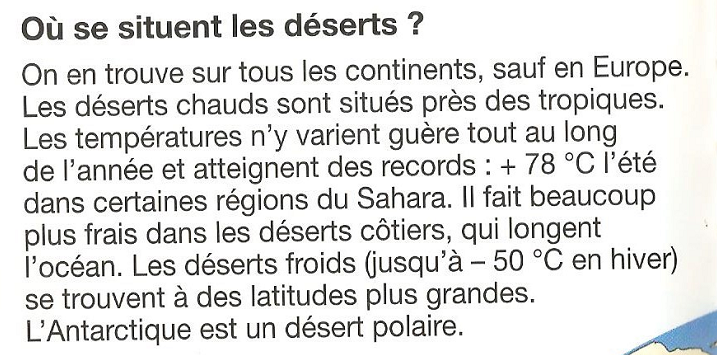 Où se situent les déserts ?
On en trouve sur tous les continents, sauf en Europe.
Les déserts chauds sont situés près des tropiques.
Les températures n’y varient guère tout au long
de l’année et atteignent des records : + 78 °C l’été
dans certaines régions du Sahara. Il fait beaucoup
plus frais dans les déserts côtiers, qui longent
l’océan. Les déserts froids (jusqu’à – 50 °C en hiver)
se trouvent à des latitudes plus grandes.
L’Antarctique est un désert polaire.